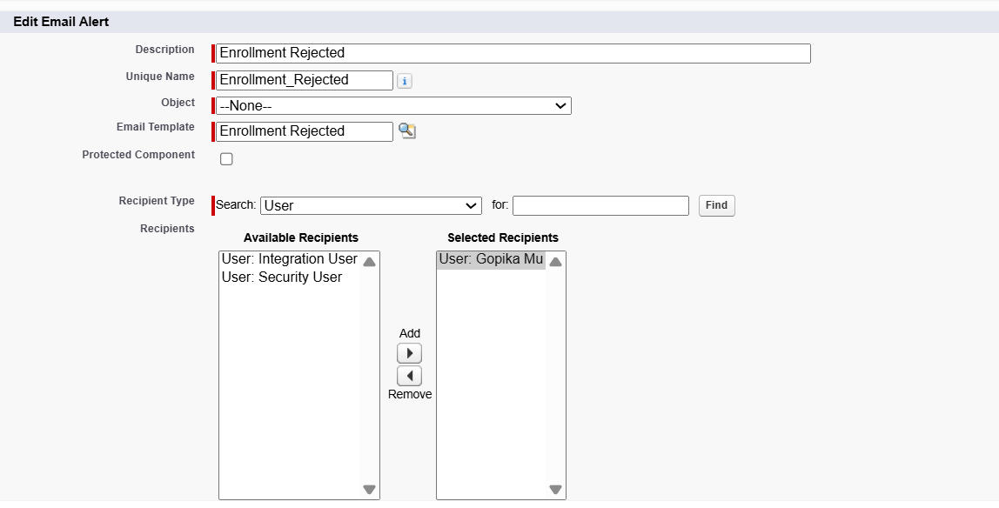 Edit Email Alert
Description Enrollment Rejected
Unique Name Enrollment_Rejected i
Object --None--
Email Template Enrollment Rejected
Protected Component
Recipient Type Search: User for: Find
Recipients
Available Recipients Selected Recipients
User: Integration User User: Gopika Mu
User: Security User
Add
Remove